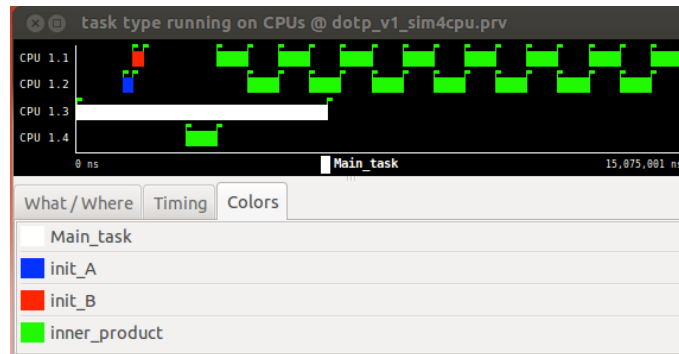 task type running on CPUs @ dotp_v1_sim4cpu.prv
CPU 1.1
CPU 1.2
CPU 1.3
CPU 1.4
0 ns Main_task 15,075,001 ns
What / Where Timing Colors
Main_task
init_A
init_B
inner_product